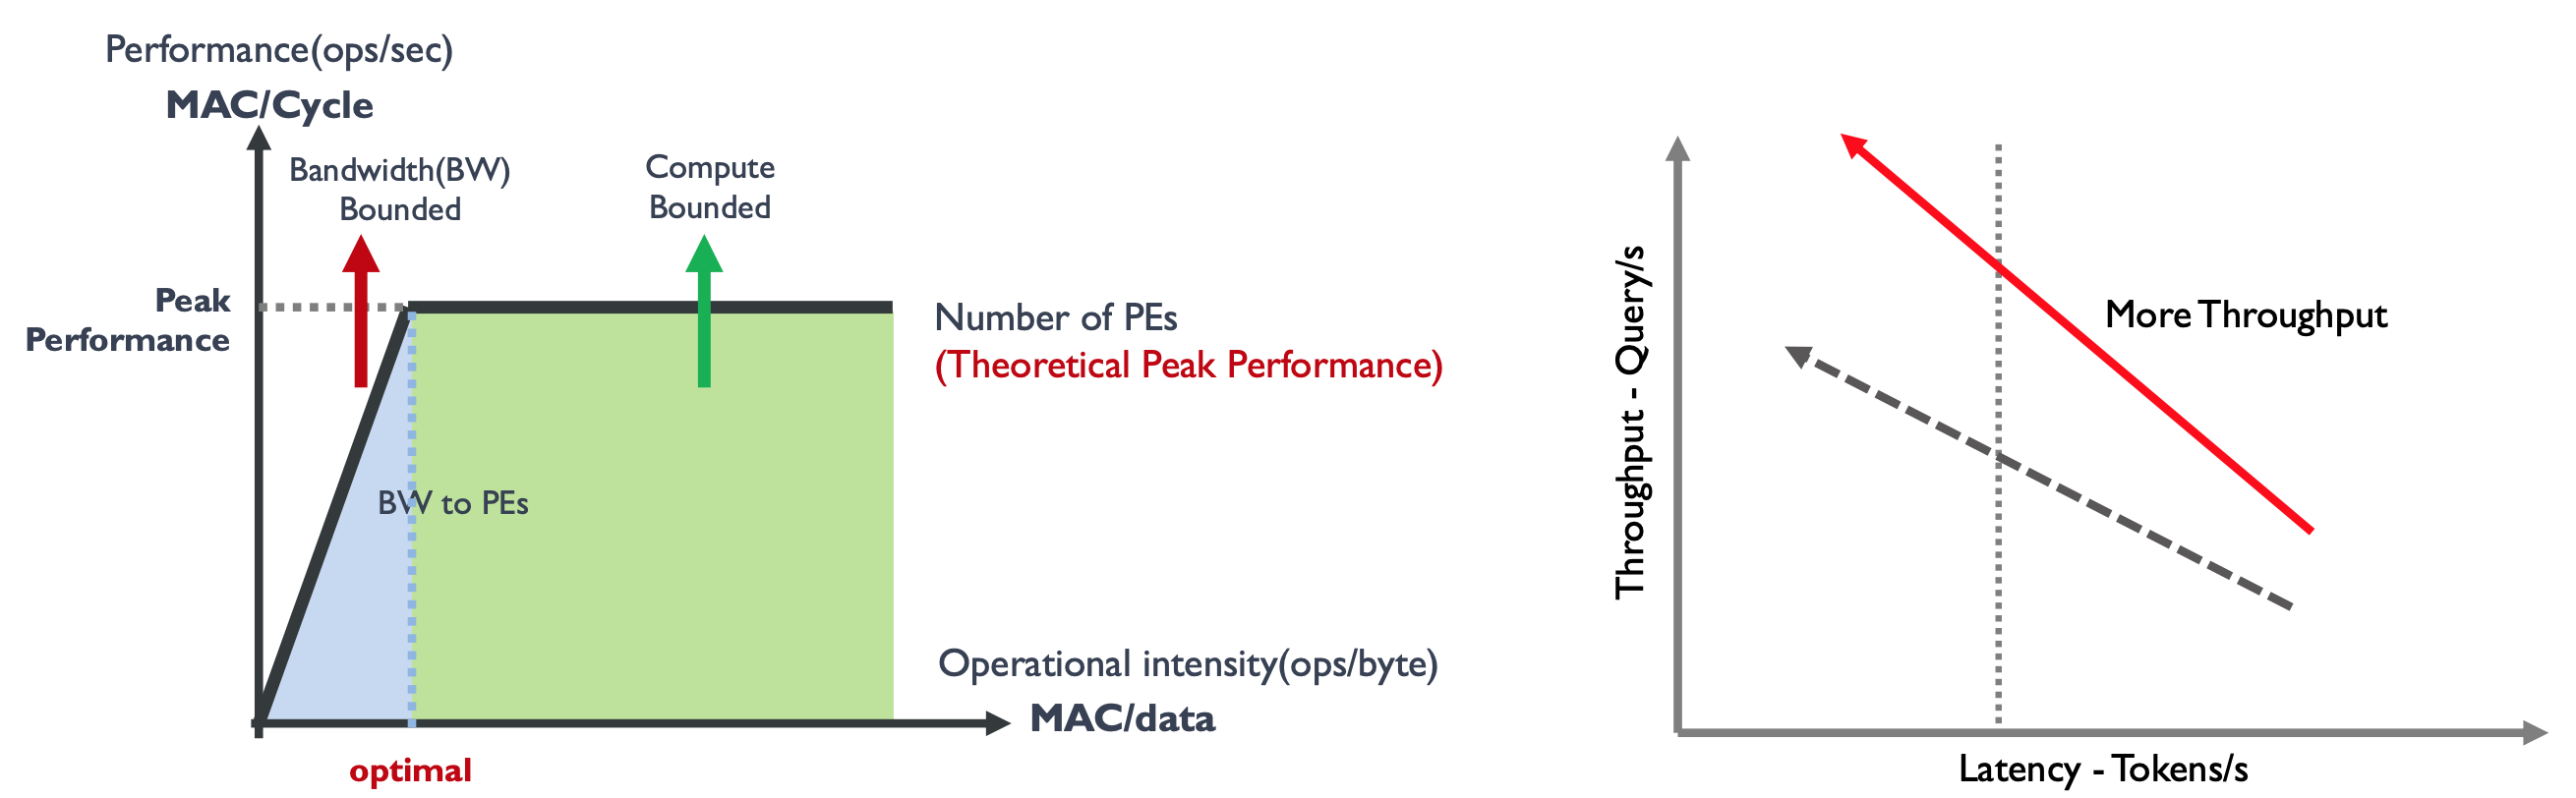 Performance(ops/sec)
MAC/Cycle
Bandwidth(BW)
Bounded
Compute
Bounded
Peak
Performance
Number of PEs
(Theoretical Peak Performance)
BW to PEs
Operational intensity(ops/byte)
MAC/data
optimal
Throughput - Query/s
More Throughput
Latency - Tokens/s